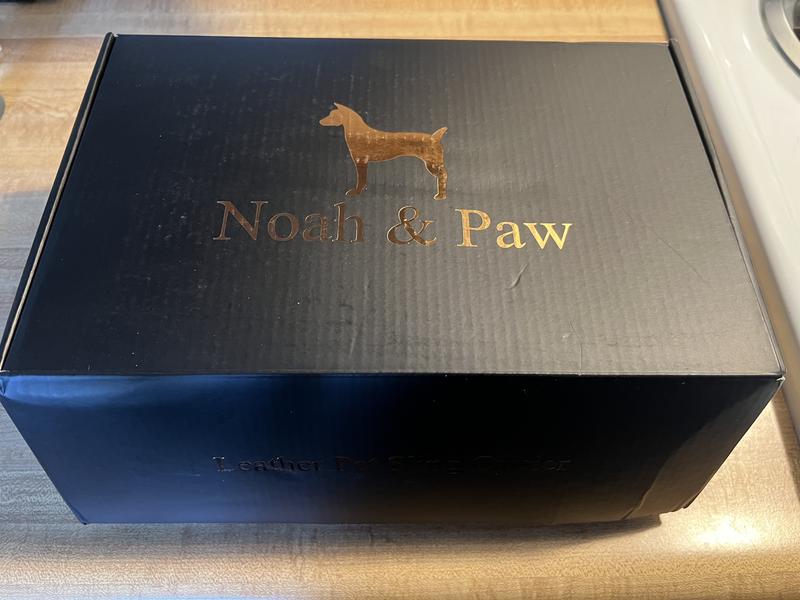 Noah & Paw
Leather Pet Sling Carrier